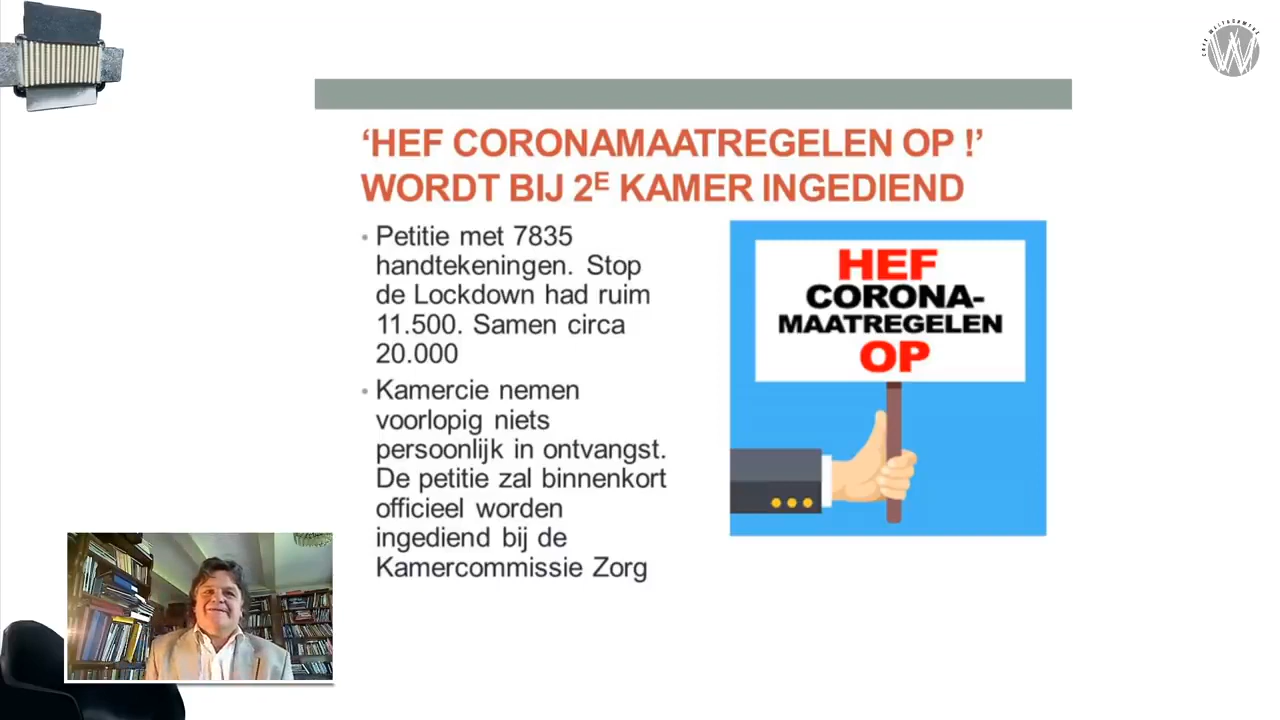 CAFE WELTSCHMERZ
‘HEF CORONAMAATREGELEN OP !’
WORDT BIJ 2E KAMER INGEDIEND
• Petitie met 7835
handtekeningen. Stop
de Lockdown had ruim
11.500. Samen circa
20.000
• Kamercie nemen
voorlopig niets
persoonlijk in ontvangst.
De petitie zal binnenkort
officieel worden
ingediend bij de
Kamercommissie Zorg
HEF
CORONA-
MAATREGELEN
OP